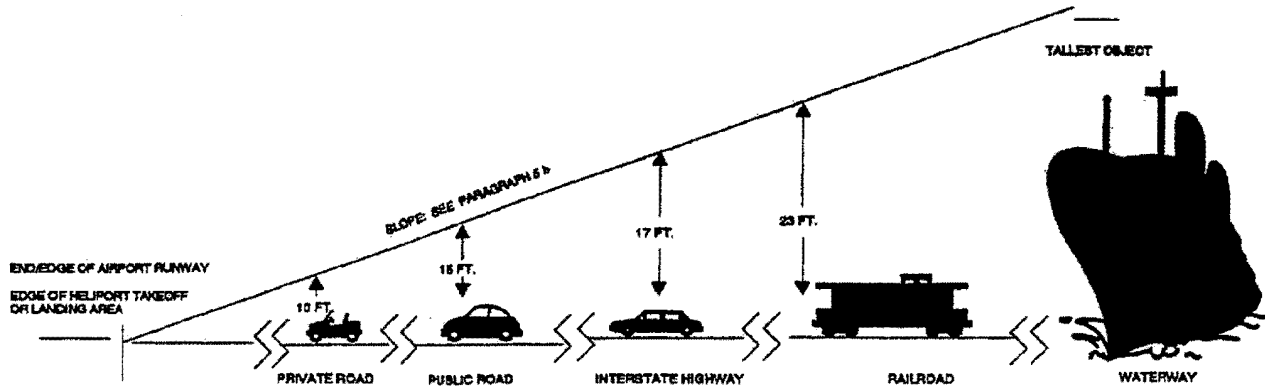 TALLEST OBJECT
SLOPE: SEE PARAGRAPH 5 b
23 FT.
17 FT.
15 FT.
10 FT.
END/EDGE OF AIRPORT RUNWAY
EDGE OF HELIPORT TAKEOFF
OR LANDING AREA
PRIVATE ROAD
PUBLIC ROAD
INTERSTATE HIGHWAY
RAILROAD
WATERWAY